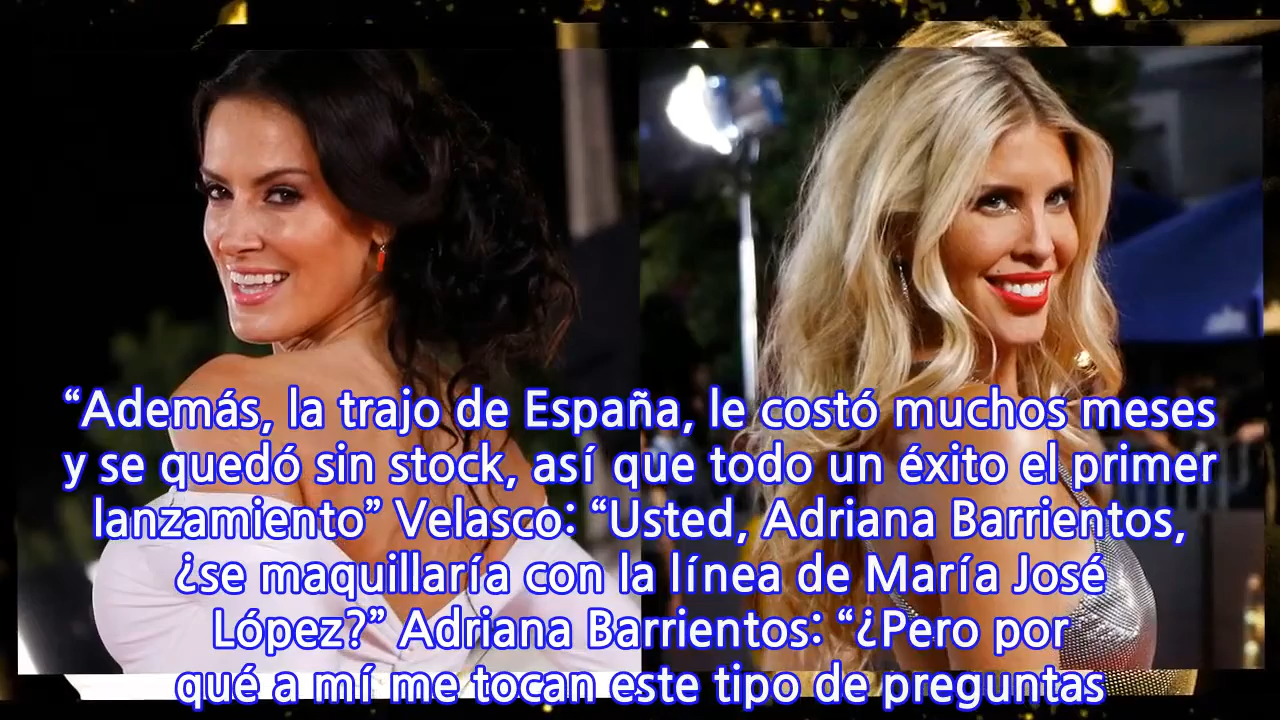 “Además, la trajo de España, le costó muchos meses
y se quedó sin stock, así que todo un éxito el primer
lanzamiento” Velasco: “Usted, Adriana Barrientos,
¿se maquillaría con la línea de María José
López?” Adriana Barrientos: “¿Pero por
qué a mí me tocan este tipo de preguntas